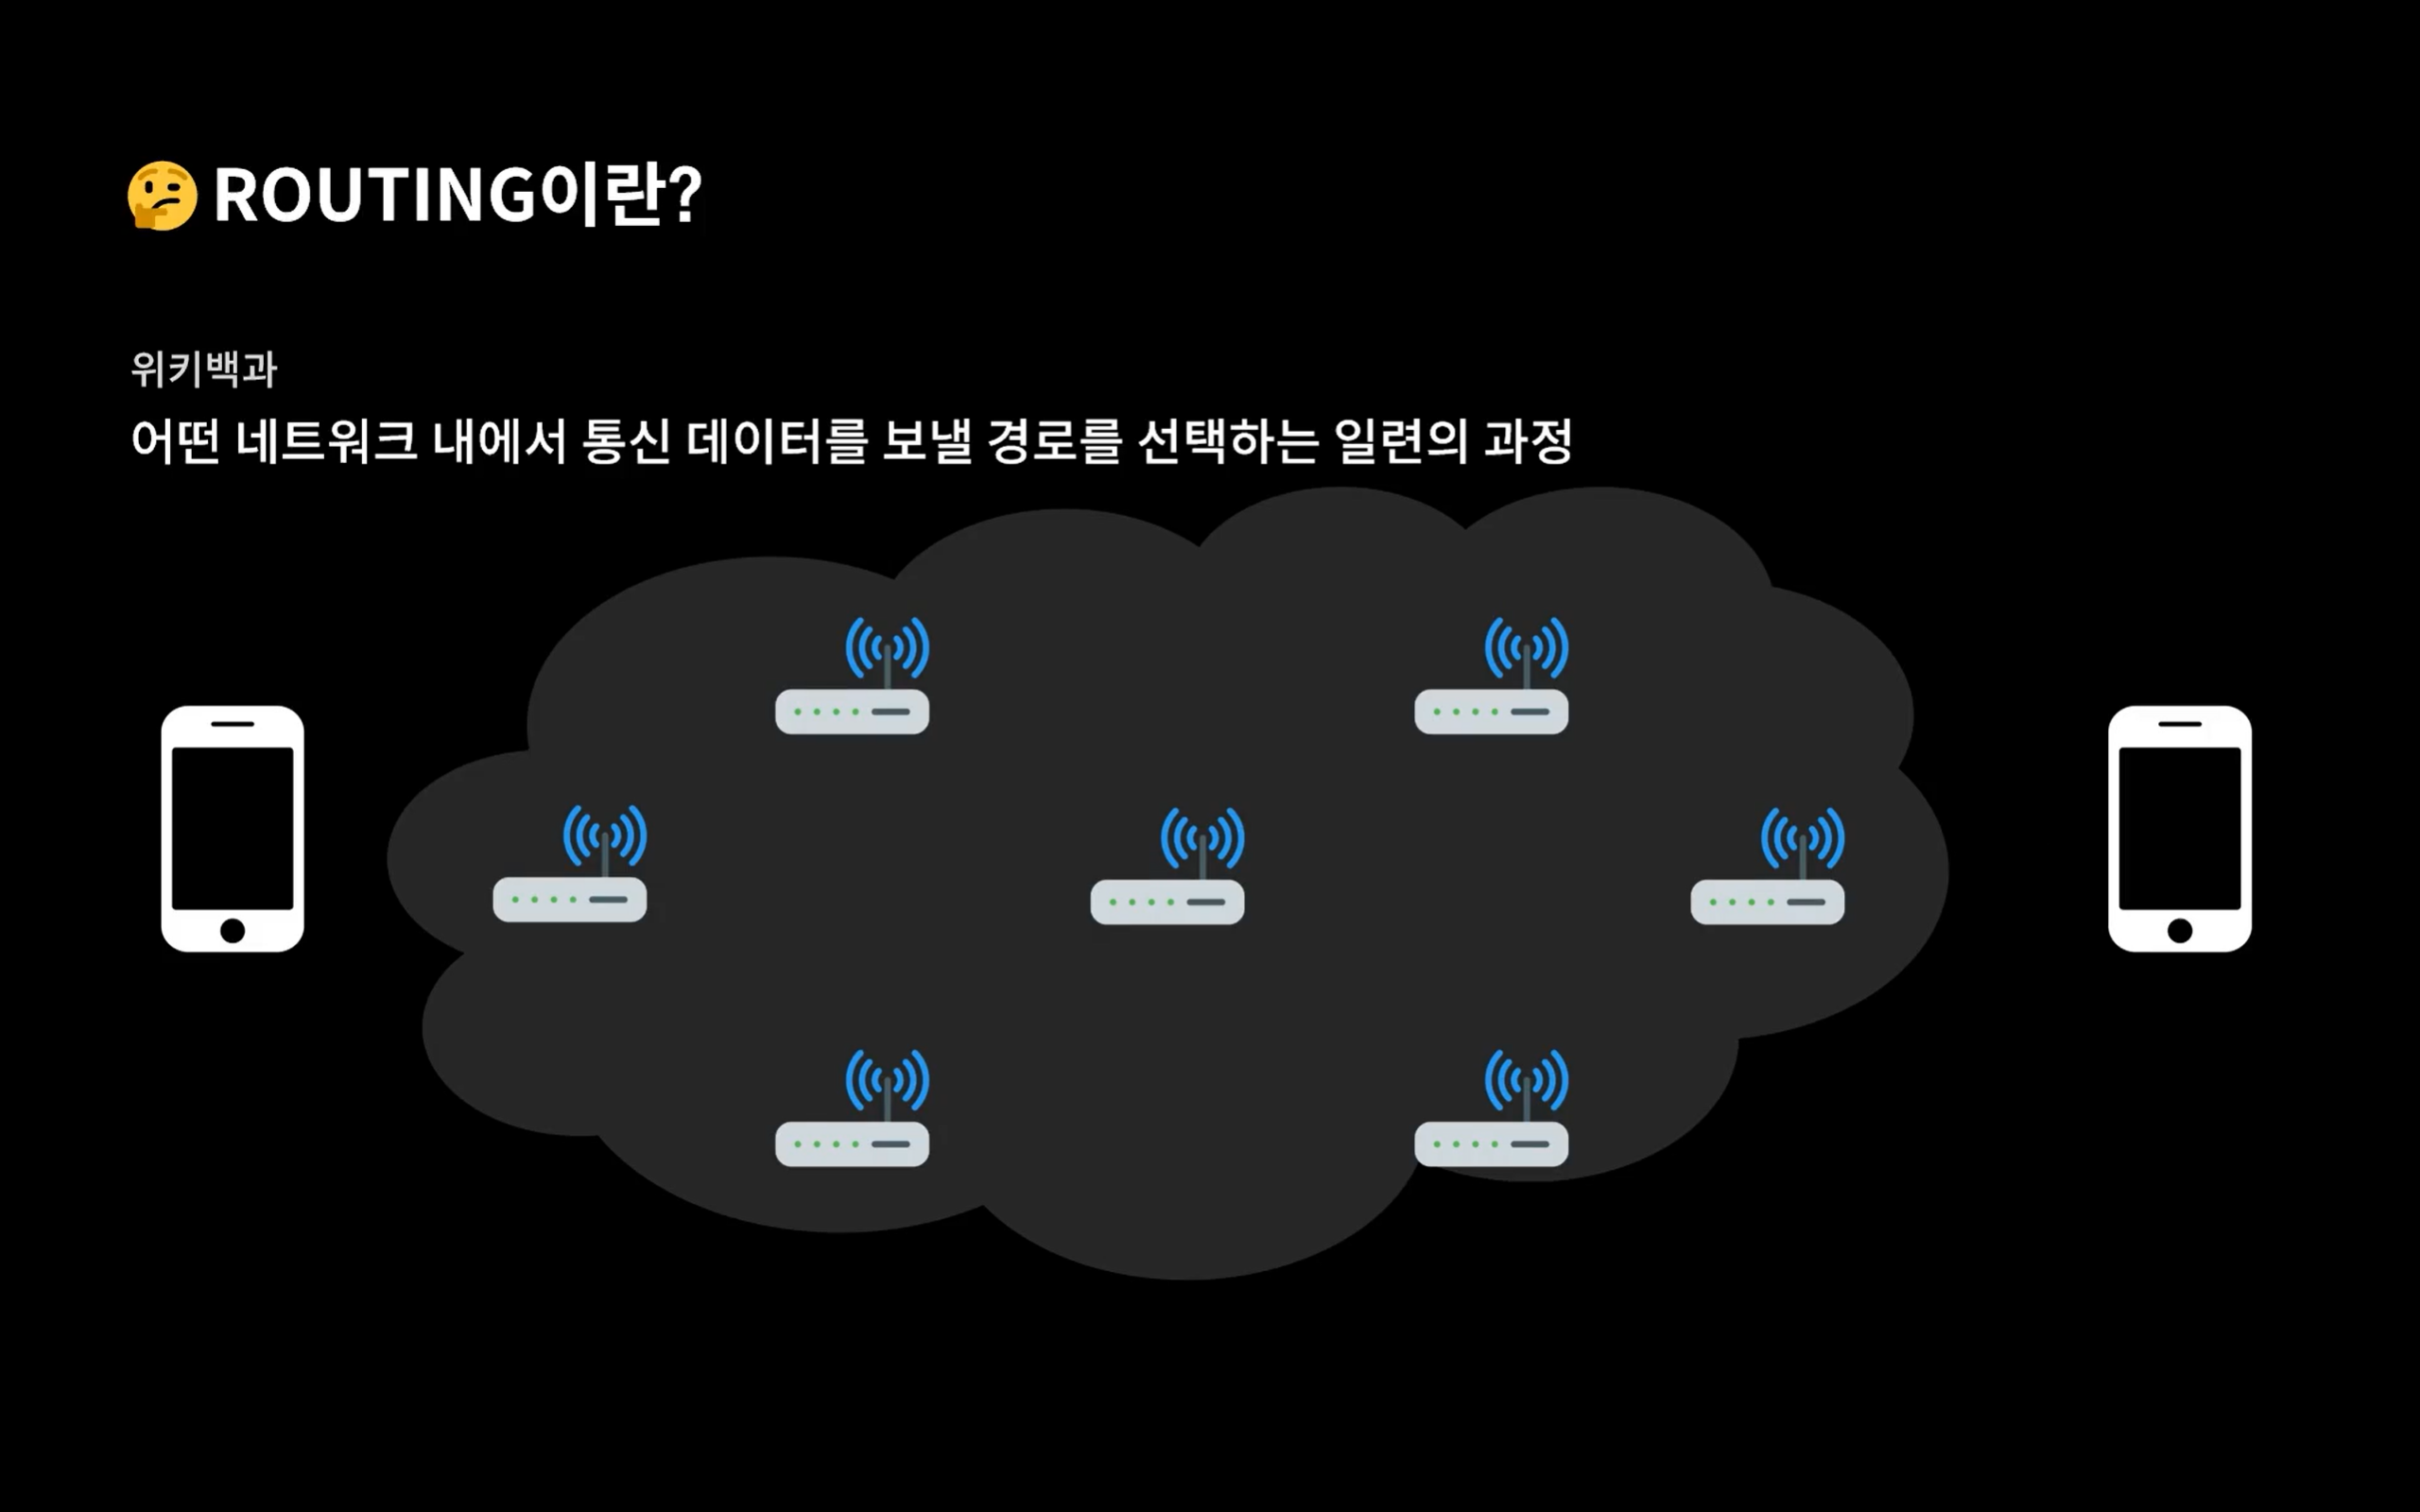 🤔 ROUTING이란?
위키백과
어떤 네트워크 내에서 통신 데이터를 보낼 경로를 선택하는 일련의 과정